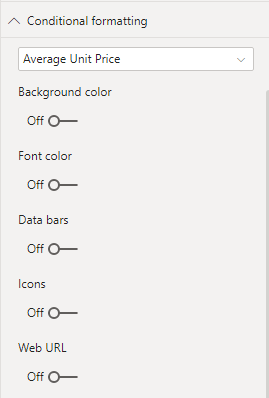 Conditional formatting
Average Unit Price
Background color
Off
Font color
Off
Data bars
Off
Icons
Off
Web URL
Off